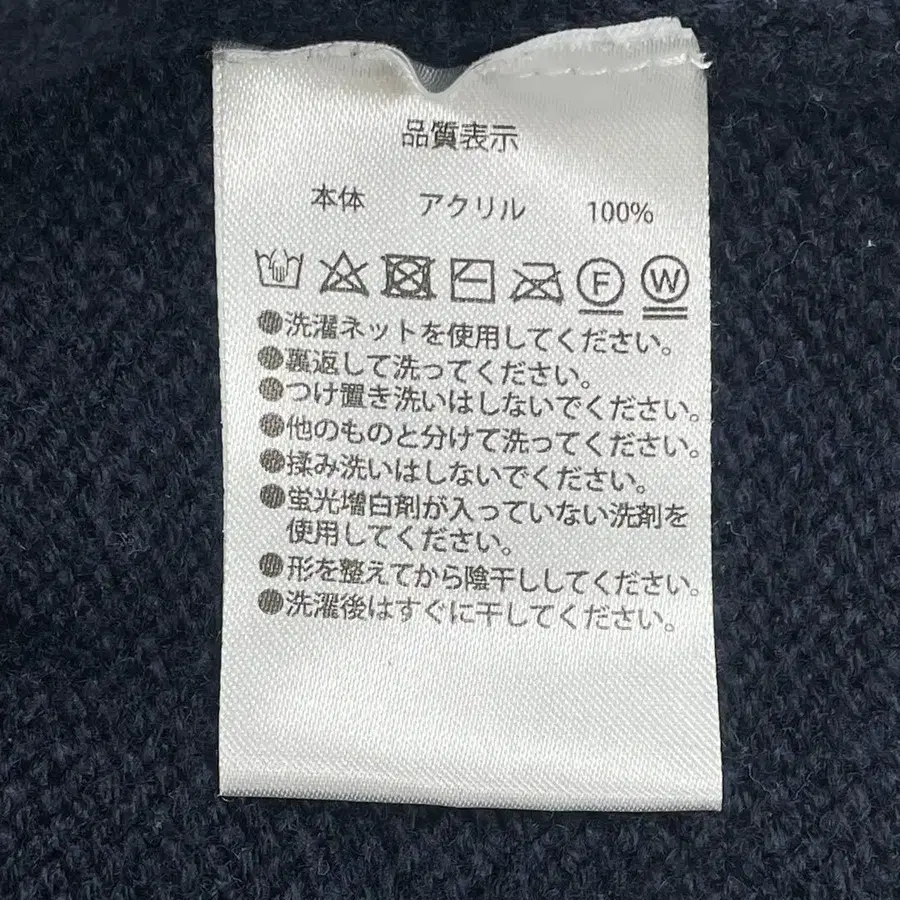 品質表示
本体 アクリル 100%
F W
●洗濯ネットを使用してください。
●裏返して洗ってください。
●つけ置き洗いはしないでください。
●他のものと分けて洗ってください。
●揉み洗いはしないでください。
●蛍光増白剤が入っていない洗剤を
使用してください。
●形を整えてから陰干ししてください。
●洗濯後はすぐに干してください。